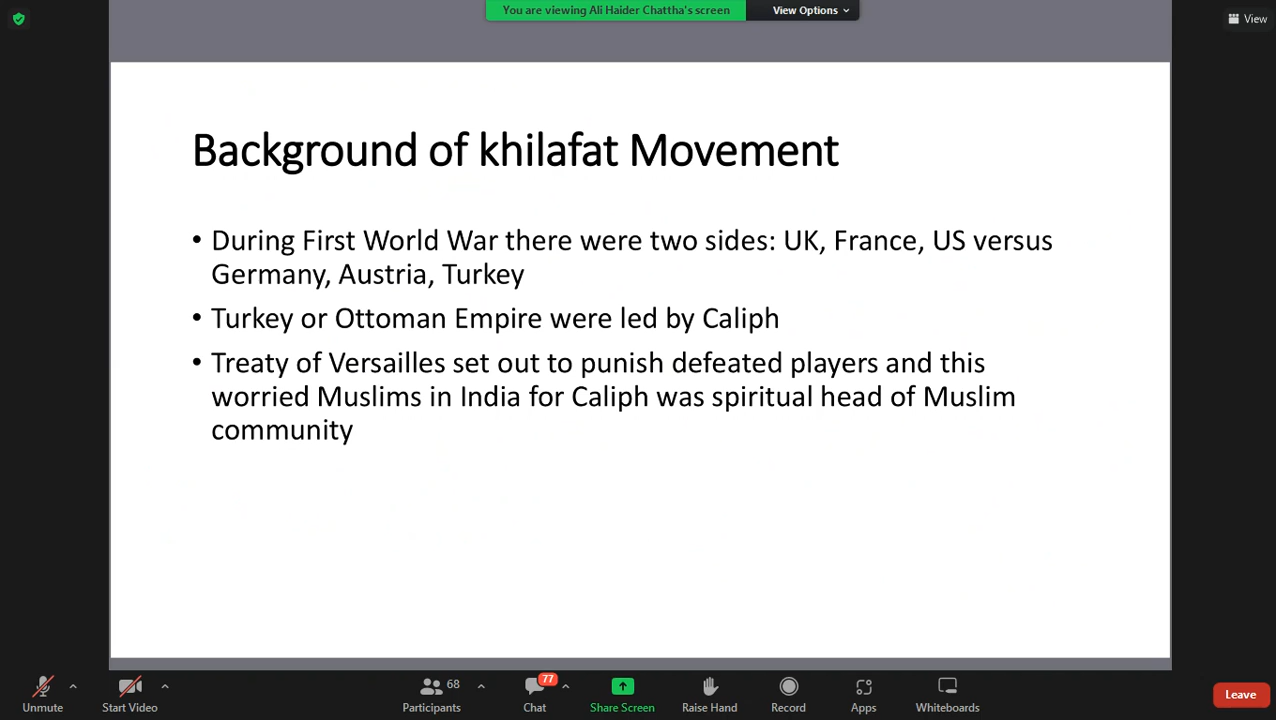 You are viewing Ali Haider Chattha's screen
View Options
View
Background of khilafat Movement
• During First World War there were two sides: UK, France, US versus
Germany, Austria, Turkey
• Turkey or Ottoman Empire were led by Caliph
• Treaty of Versailles set out to punish defeated players and this
worried Muslims in India for Caliph was spiritual head of Muslim
community
68
77
Unmute
Start Video
Participants
Chat
Share Screen
Raise Hand
Record
Apps
Whiteboards
Leave